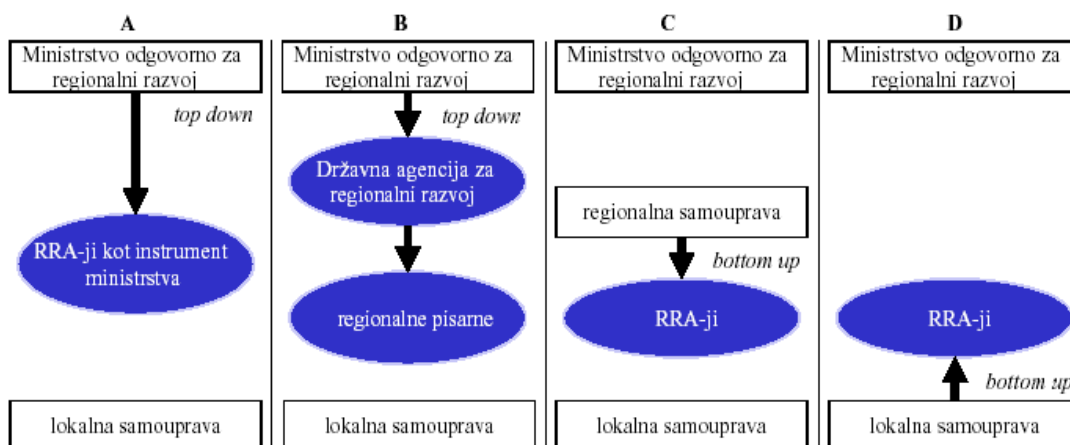 A
Ministrstvo odgovorno za
regionalni razvoj
top down
RRA-ji kot instrument
ministrstva
lokalna samouprava
B
Ministrstvo odgovorno za
regionalni razvoj
top down
Državna agencija za
regionalni razvoj
regionalne pisarne
lokalna samouprava
C
Ministrstvo odgovorno za
regionalni razvoj
regionalna samouprava
bottom up
RRA-ji
lokalna samouprava
D
Ministrstvo odgovorno za
regionalni razvoj
RRA-ji
bottom up
lokalna samouprava